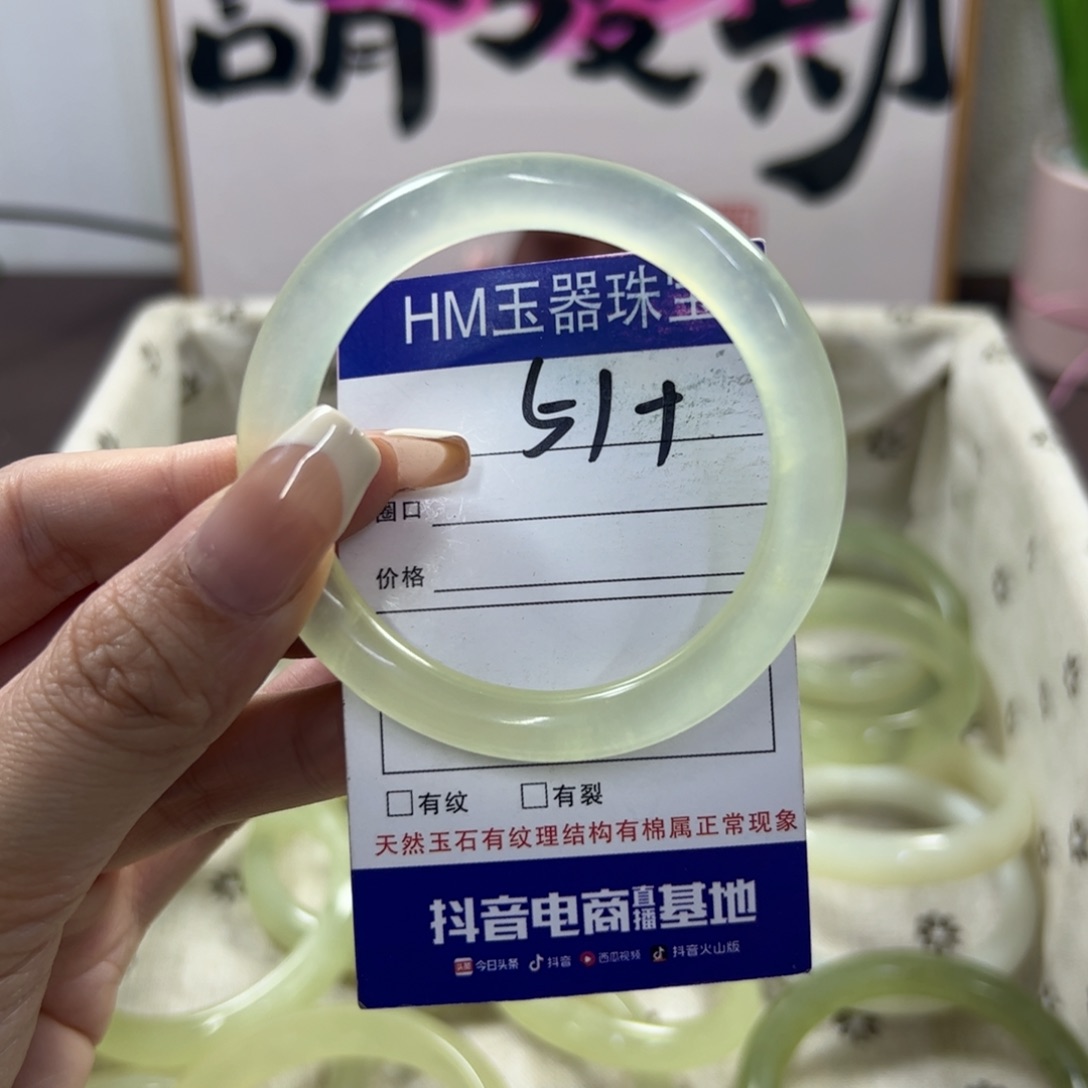 HM玉器珠宝
51+
圈口
价格
□有纹 □有裂
天然玉石有纹理结构有棉属正常现象
抖音电商直播基地
头条 今日头条 抖音 西瓜视频 抖音火山版